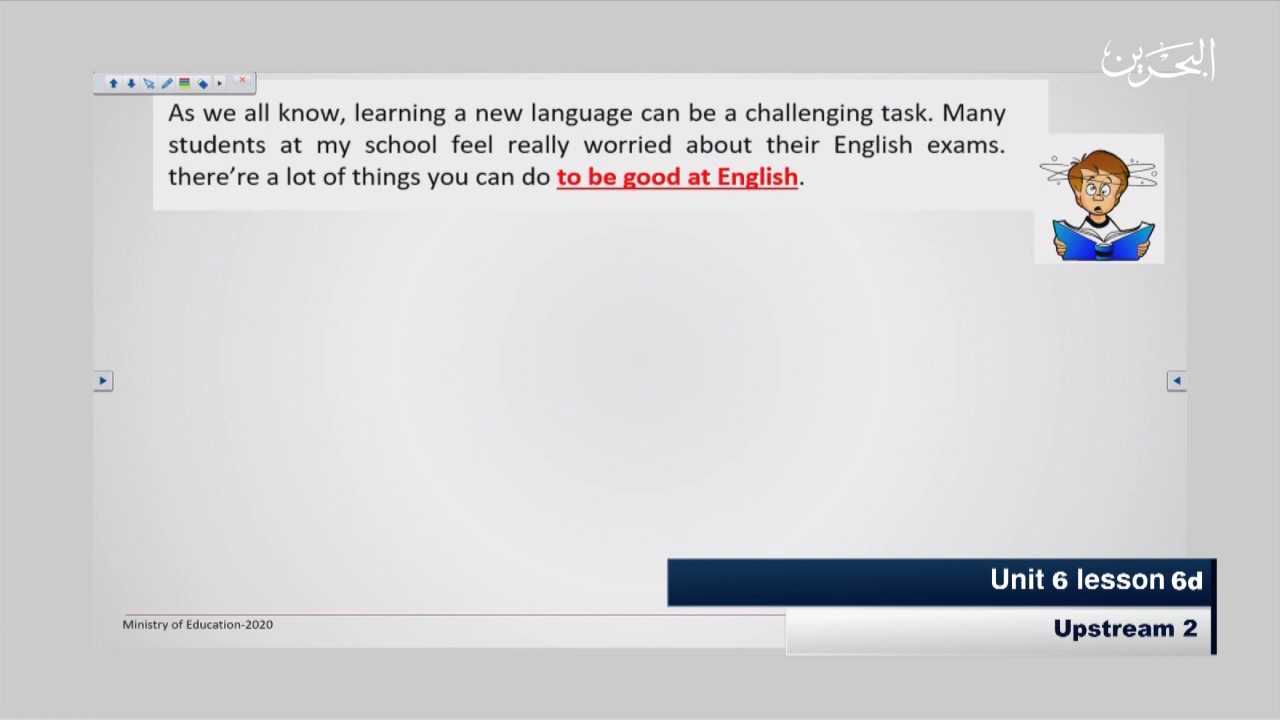 البحرين
As we all know, learning a new language can be a challenging task. Many
students at my school feel really worried about their English exams.
there’re a lot of things you can do to be good at English.
Unit 6 lesson 6d
Ministry of Education-2020
Upstream 2